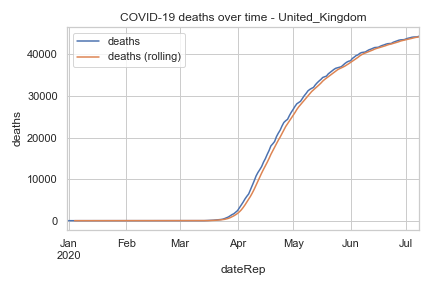 COVID-19 deaths over time - United_Kingdom
deaths
deaths (rolling)
40000
30000
20000
10000
0
deaths
Jan Feb Mar Apr May Jun Jul
2020
dateRep